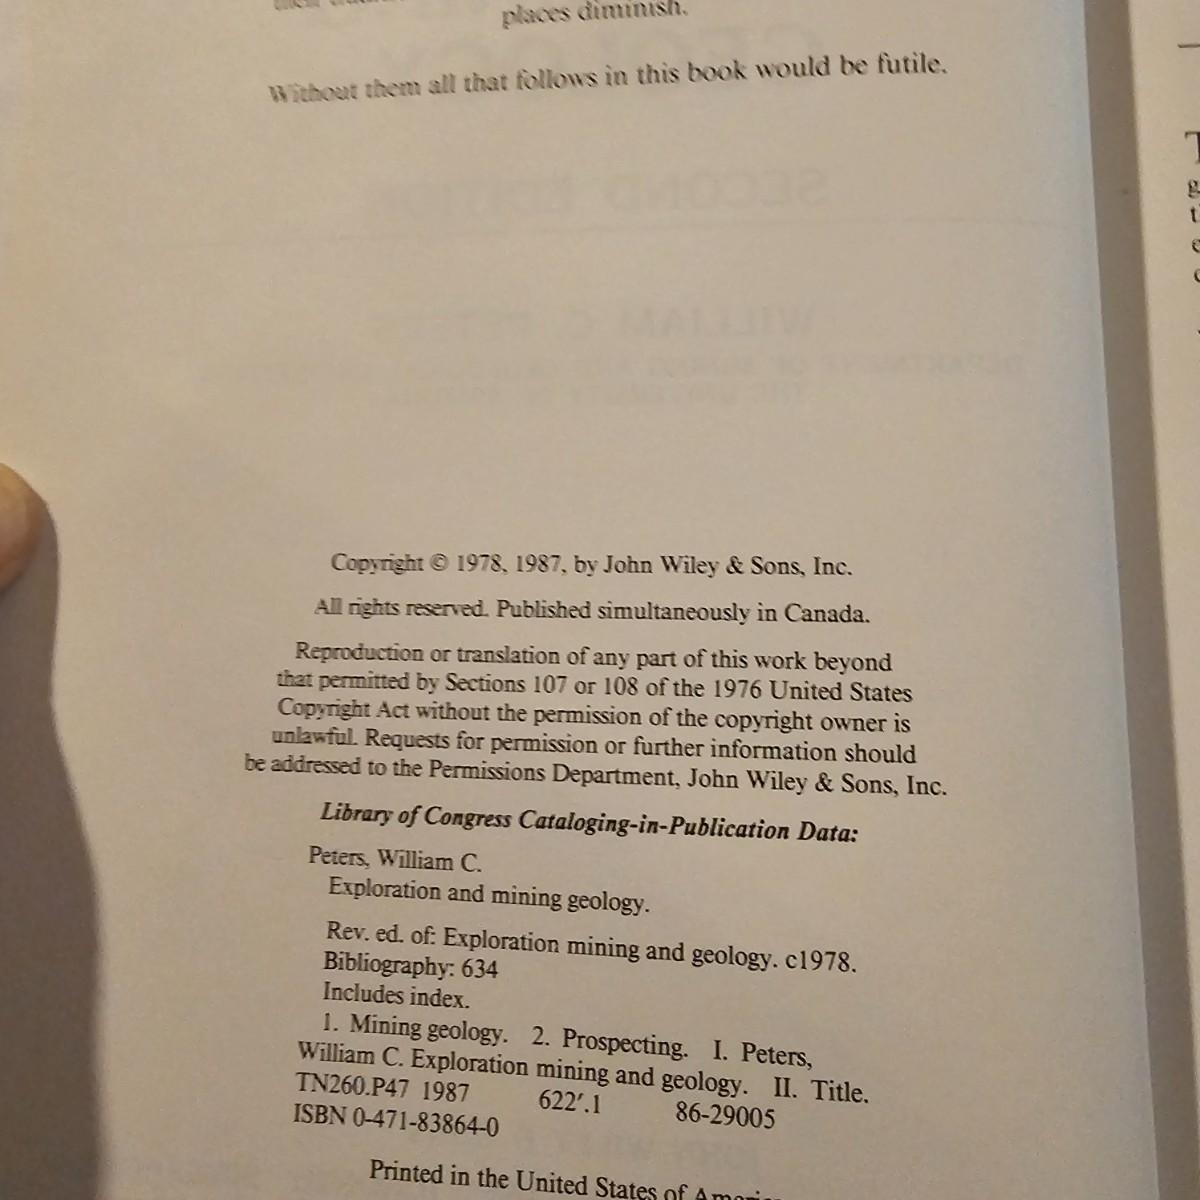 places diminish.
Without them all that follows in this book would be futile.
SECOND EDITION
WILLIAM C. PETERS
Copyright © 1978, 1987, by John Wiley & Sons, Inc.
All rights reserved. Published simultaneously in Canada.
Reproduction or translation of any part of this work beyond
that permitted by Sections 107 or 108 of the 1976 United States
Copyright Act without the permission of the copyright owner is
unlawful. Requests for permission or further information should
be addressed to the Permissions Department, John Wiley & Sons, Inc.
Library of Congress Cataloging-in-Publication Data:
Peters, William C.
Exploration and mining geology.
Rev. ed. of: Exploration mining and geology. c1978.
Bibliography: 634
Includes index.
1. Mining geology. 2. Prospecting. I. Peters,
William C. Exploration mining and geology. II. Title.
TN260.P47 1987 622′.1 86-29005
ISBN 0-471-83864-0
Printed in the United States of